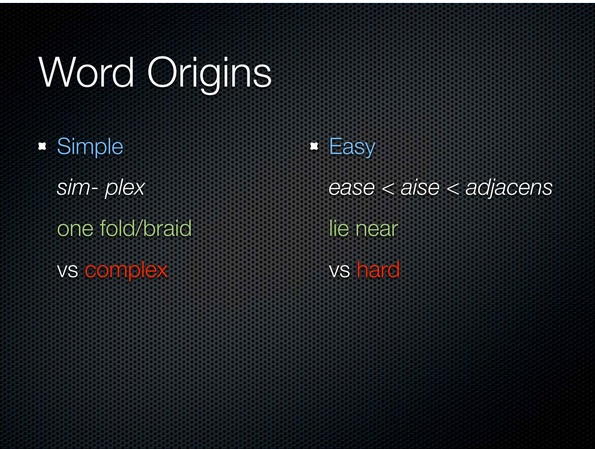 Word Origins
Simple
sim- plex
one fold/braid
vs complex
Easy
ease < aise < adjacens
lie near
vs hard